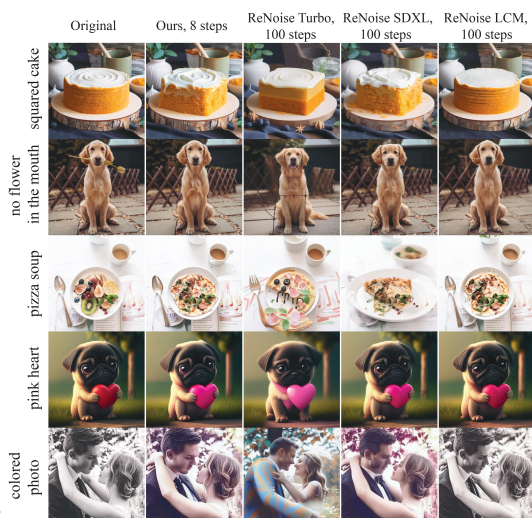 Original
Ours, 8 steps
ReNoise Turbo,
100 steps
ReNoise SDXL,
100 steps
ReNoise LCM,
100 steps
squared cake
no flower
in the mouth
pizza soup
pink heart
colored
photo